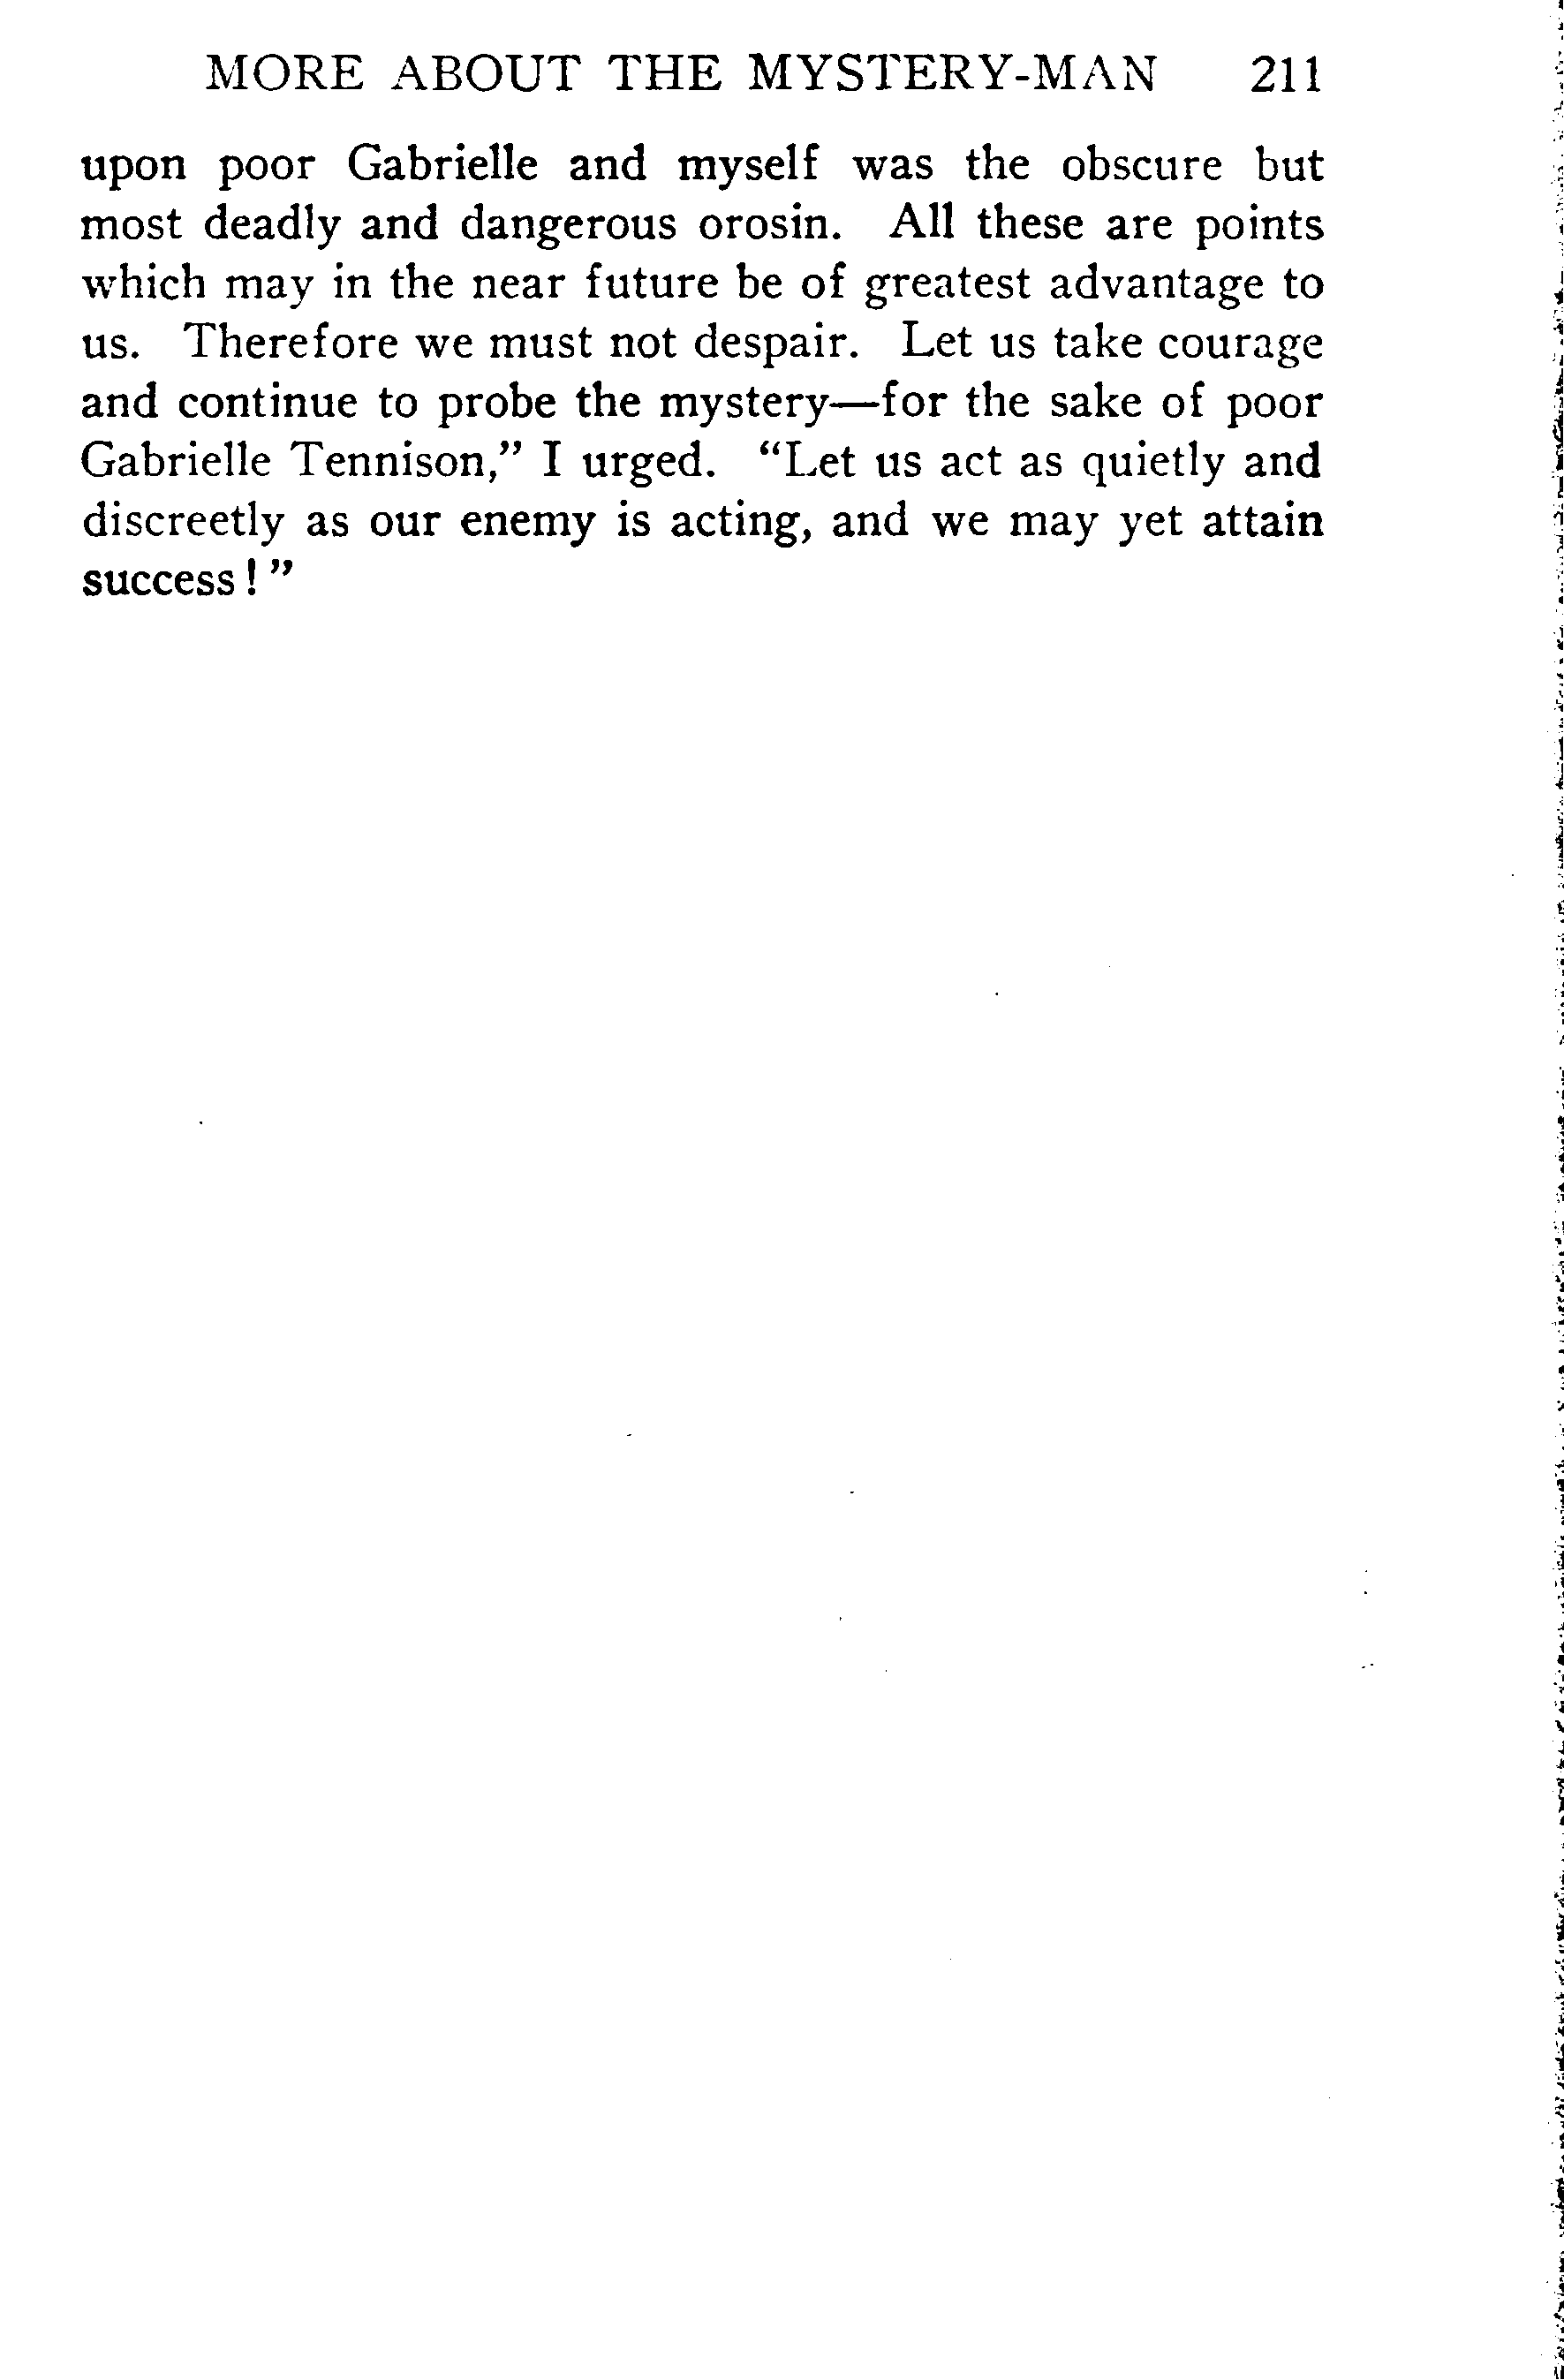 MORE ABOUT THE MYSTERY-MAN 211
upon poor Gabrielle and myself was the obscure but
most deadly and dangerous orosin. All these are points
which may in the near future be of greatest advantage to
us. Therefore we must not despair. Let us take courage
and continue to probe the mystery—for the sake of poor
Gabrielle Tennison,” I urged. “Let us act as quietly and
discreetly as our enemy is acting, and we may yet attain
success!”